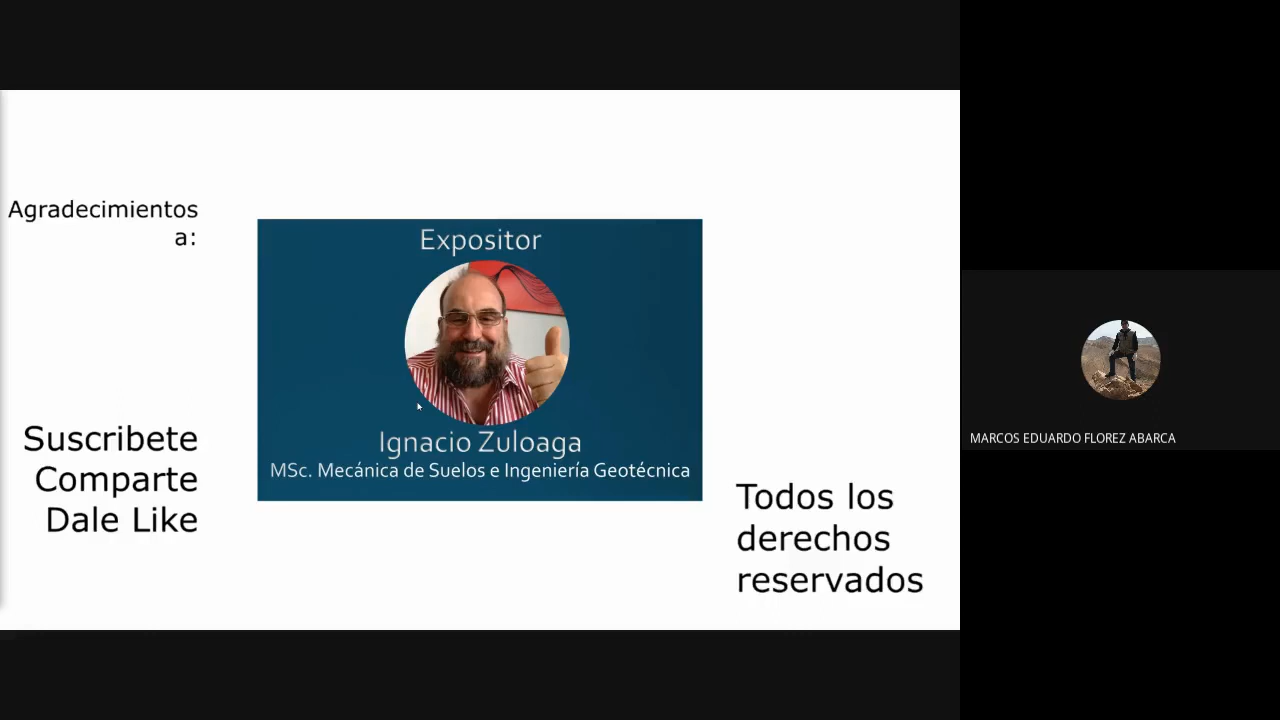 Agradecimientos
a:
Expositor
Ignacio Zuloaga
MSc. Mecánica de Suelos e Ingeniería Geotécnica
Suscribete
Comparte
Dale Like
Todos los
derechos
reservados
MARCOS EDUARDO FLOREZ ABARCA